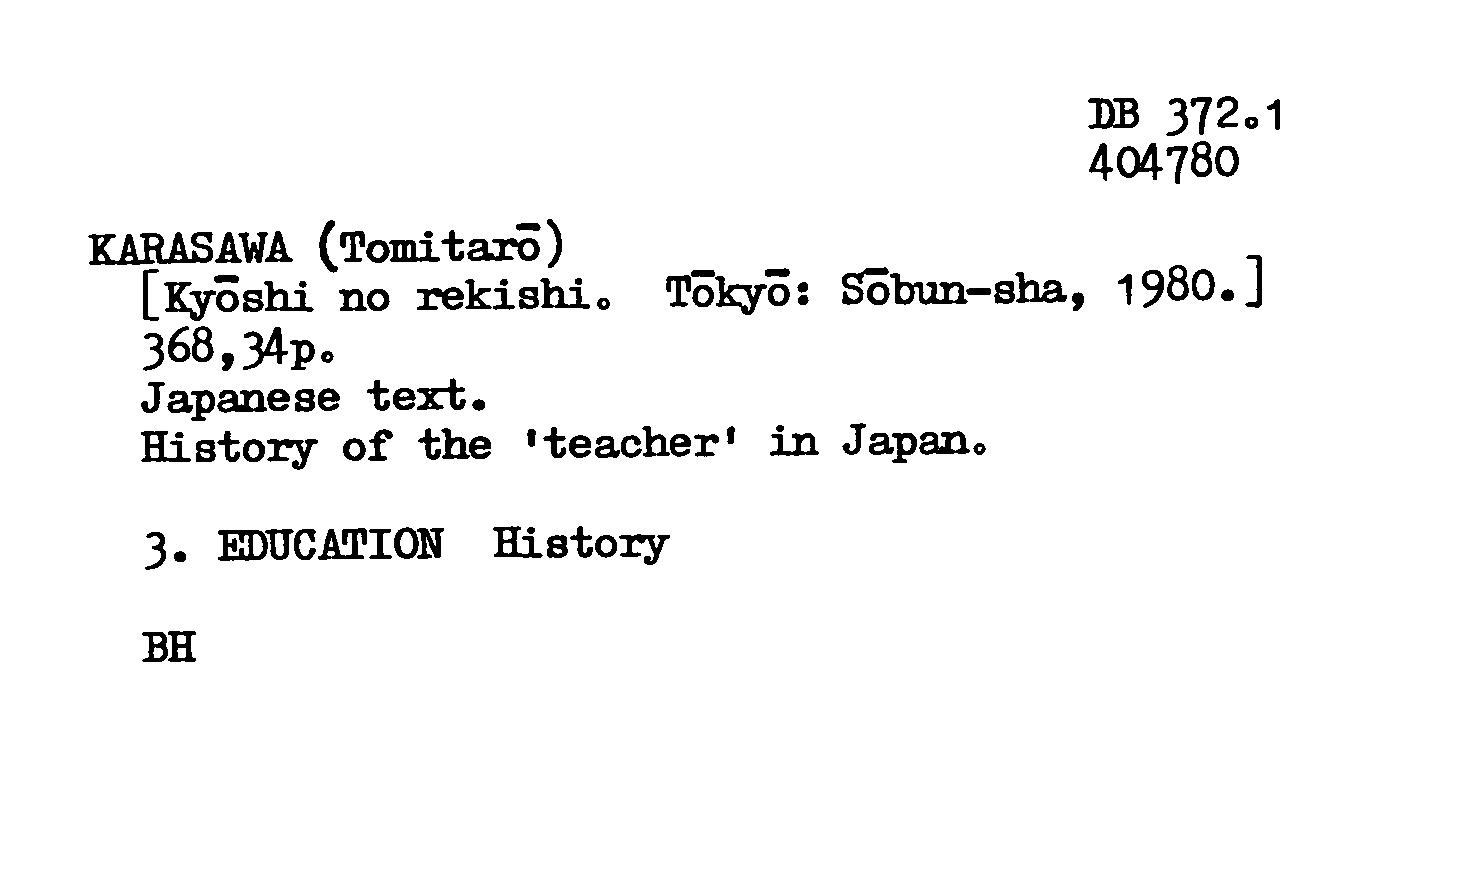 DB 372.1
404780
KARASAWA (Tomitarō)
[Kyōshi no rekishi. Tōkyō: Sōbun-sha, 1980.]
368,34p.
Japanese text.
History of the 'teacher' in Japan.
3. EDUCATION History
BH